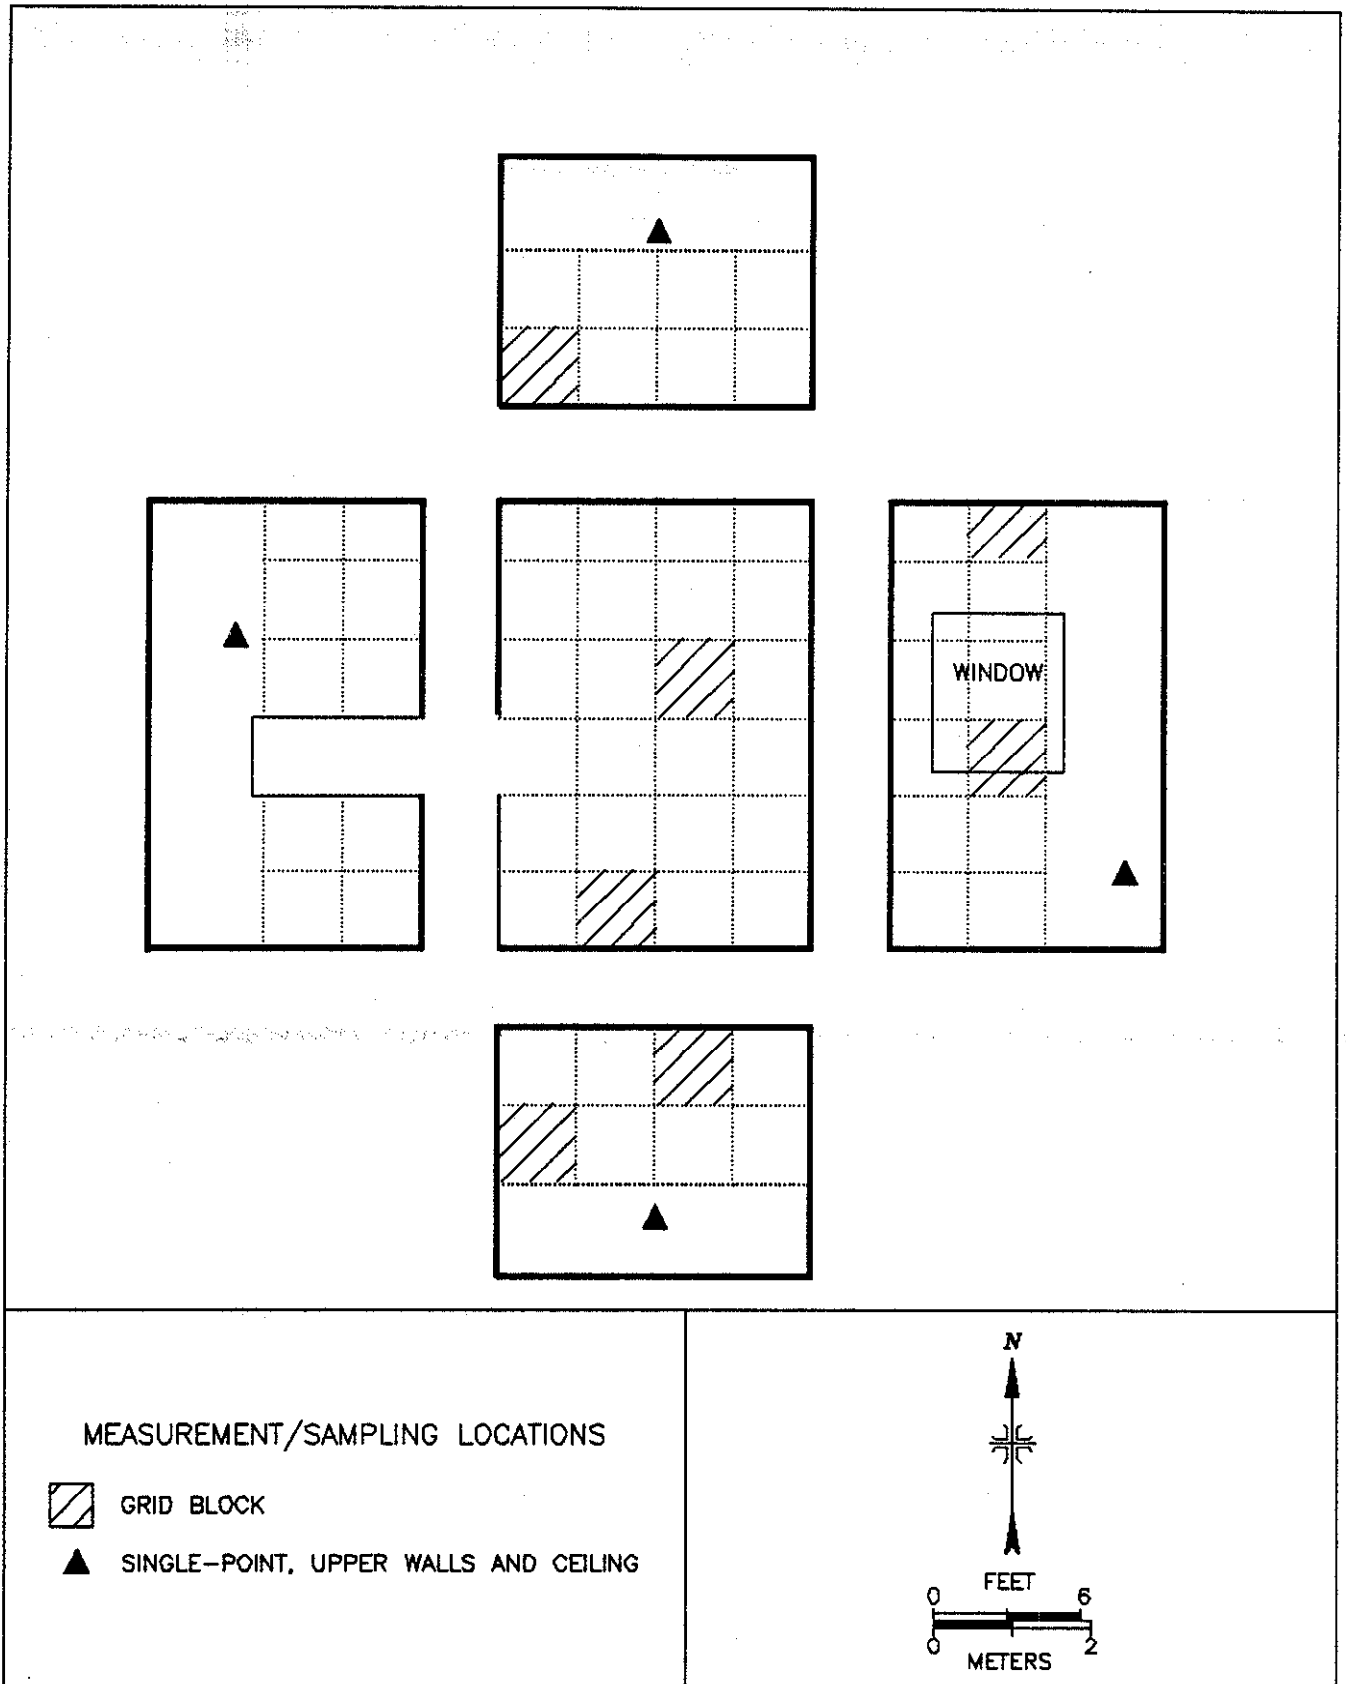 WINDOW
MEASUREMENT/SAMPLING LOCATIONS
GRID BLOCK
SINGLE-POINT, UPPER WALLS AND CEILING
N
FEET
0 6
0 2
METERS